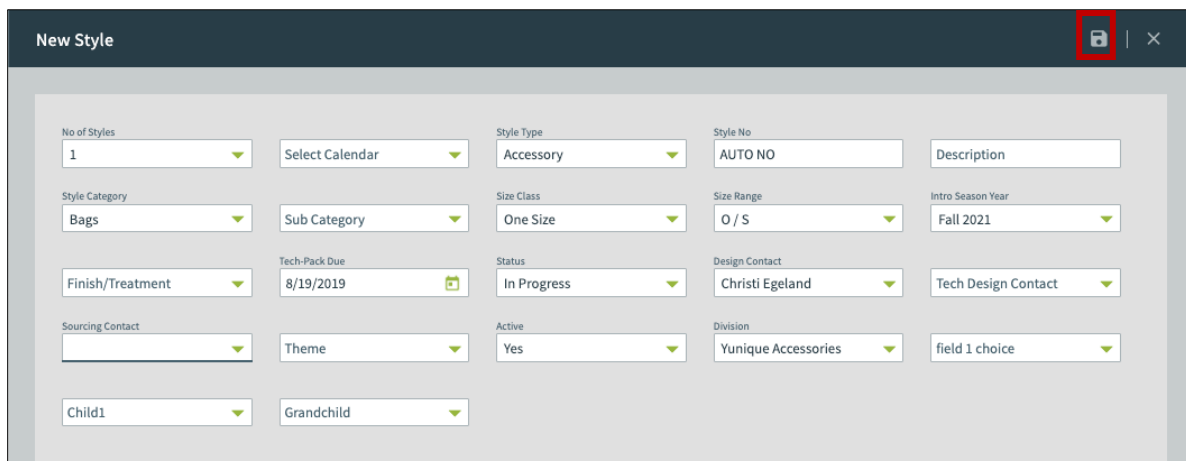 New Style
No of Styles
1
Select Calendar
Style Type
Accessory
Style No
AUTO NO
Description
Style Category
Bags
Sub Category
Size Class
One Size
Size Range
O / S
Intro Season Year
Fall 2021
Finish/Treatment
Tech-Pack Due
8/19/2019
Status
In Progress
Design Contact
Christi Egeland
Tech Design Contact
Sourcing Contact
Theme
Active
Yes
Division
Yunique Accessories
field 1 choice
Child1
Grandchild